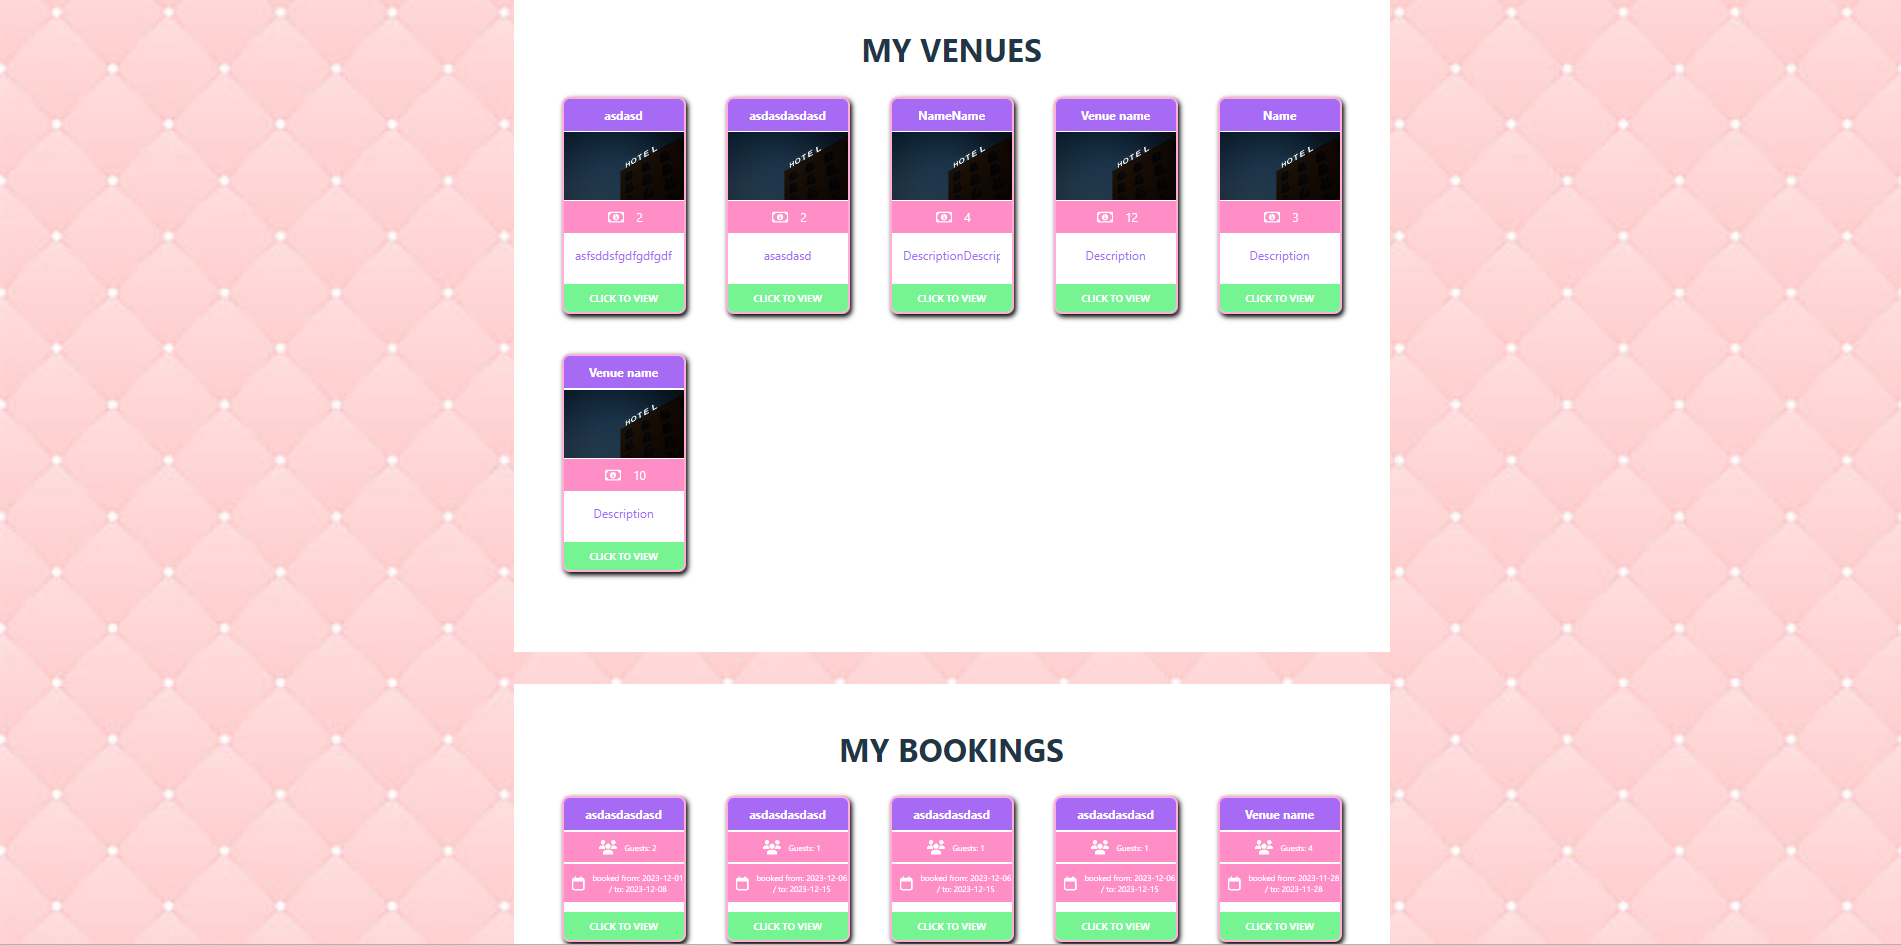 MY VENUES
asdasd
HOTEL
2
asfsddsfgdfgdfgdf
CLICK TO VIEW
asdasdasdasd
HOTEL
2
asasdasd
CLICK TO VIEW
NameName
HOTEL
4
DescriptionDescrip
CLICK TO VIEW
Venue name
HOTEL
12
Description
CLICK TO VIEW
Name
HOTEL
3
Description
CLICK TO VIEW
Venue name
HOTEL
10
Description
CLICK TO VIEW
MY BOOKINGS
asdasdasdasd
Guests: 2
booked from: 2023-12-01
/ to: 2023-12-08
CLICK TO VIEW
asdasdasdasd
Guests: 1
booked from: 2023-12-06
/ to: 2023-12-15
CLICK TO VIEW
asdasdasdasd
Guests: 1
booked from: 2023-12-06
/ to: 2023-12-15
CLICK TO VIEW
asdasdasdasd
Guests: 1
booked from: 2023-12-06
/ to: 2023-12-15
CLICK TO VIEW
Venue name
Guests: 4
booked from: 2023-11-28
/ to: 2023-11-28
CLICK TO VIEW